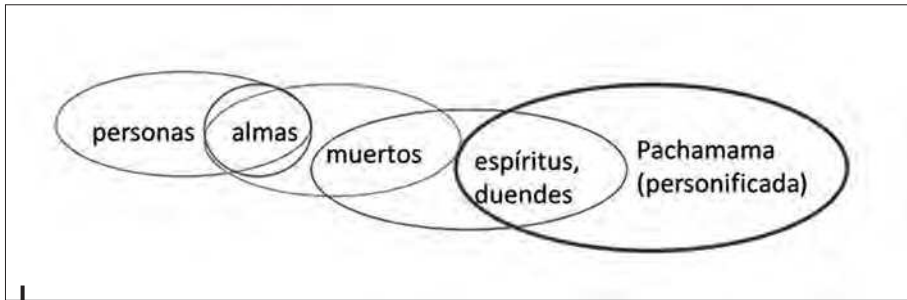 personas
almas
muertos
espíritus,
duendes
Pachamama
(personificada)